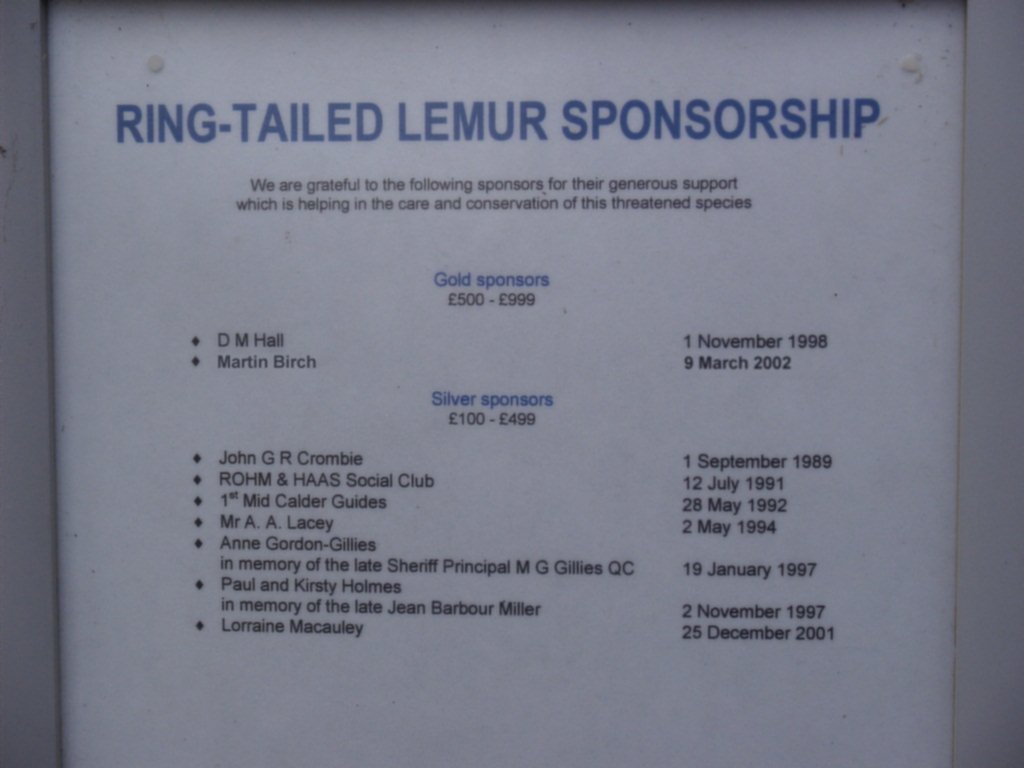 RING-TAILED LEMUR SPONSORSHIP
We are grateful to the following sponsors for their generous support
which is helping in the care and conservation of this threatened species
Gold sponsors
£500 - £999
♦ D M Hall 1 November 1998
♦ Martin Birch 9 March 2002
Silver sponsors
£100 - £499
♦ John G R Crombie 1 September 1989
♦ ROHM & HAAS Social Club 12 July 1991
♦ 1st Mid Calder Guides 28 May 1992
♦ Mr A. A. Lacey 2 May 1994
♦ Anne Gordon-Gillies
in memory of the late Sheriff Principal M G Gillies QC 19 January 1997
♦ Paul and Kirsty Holmes
in memory of the late Jean Barbour Miller 2 November 1997
♦ Lorraine Macauley 25 December 2001